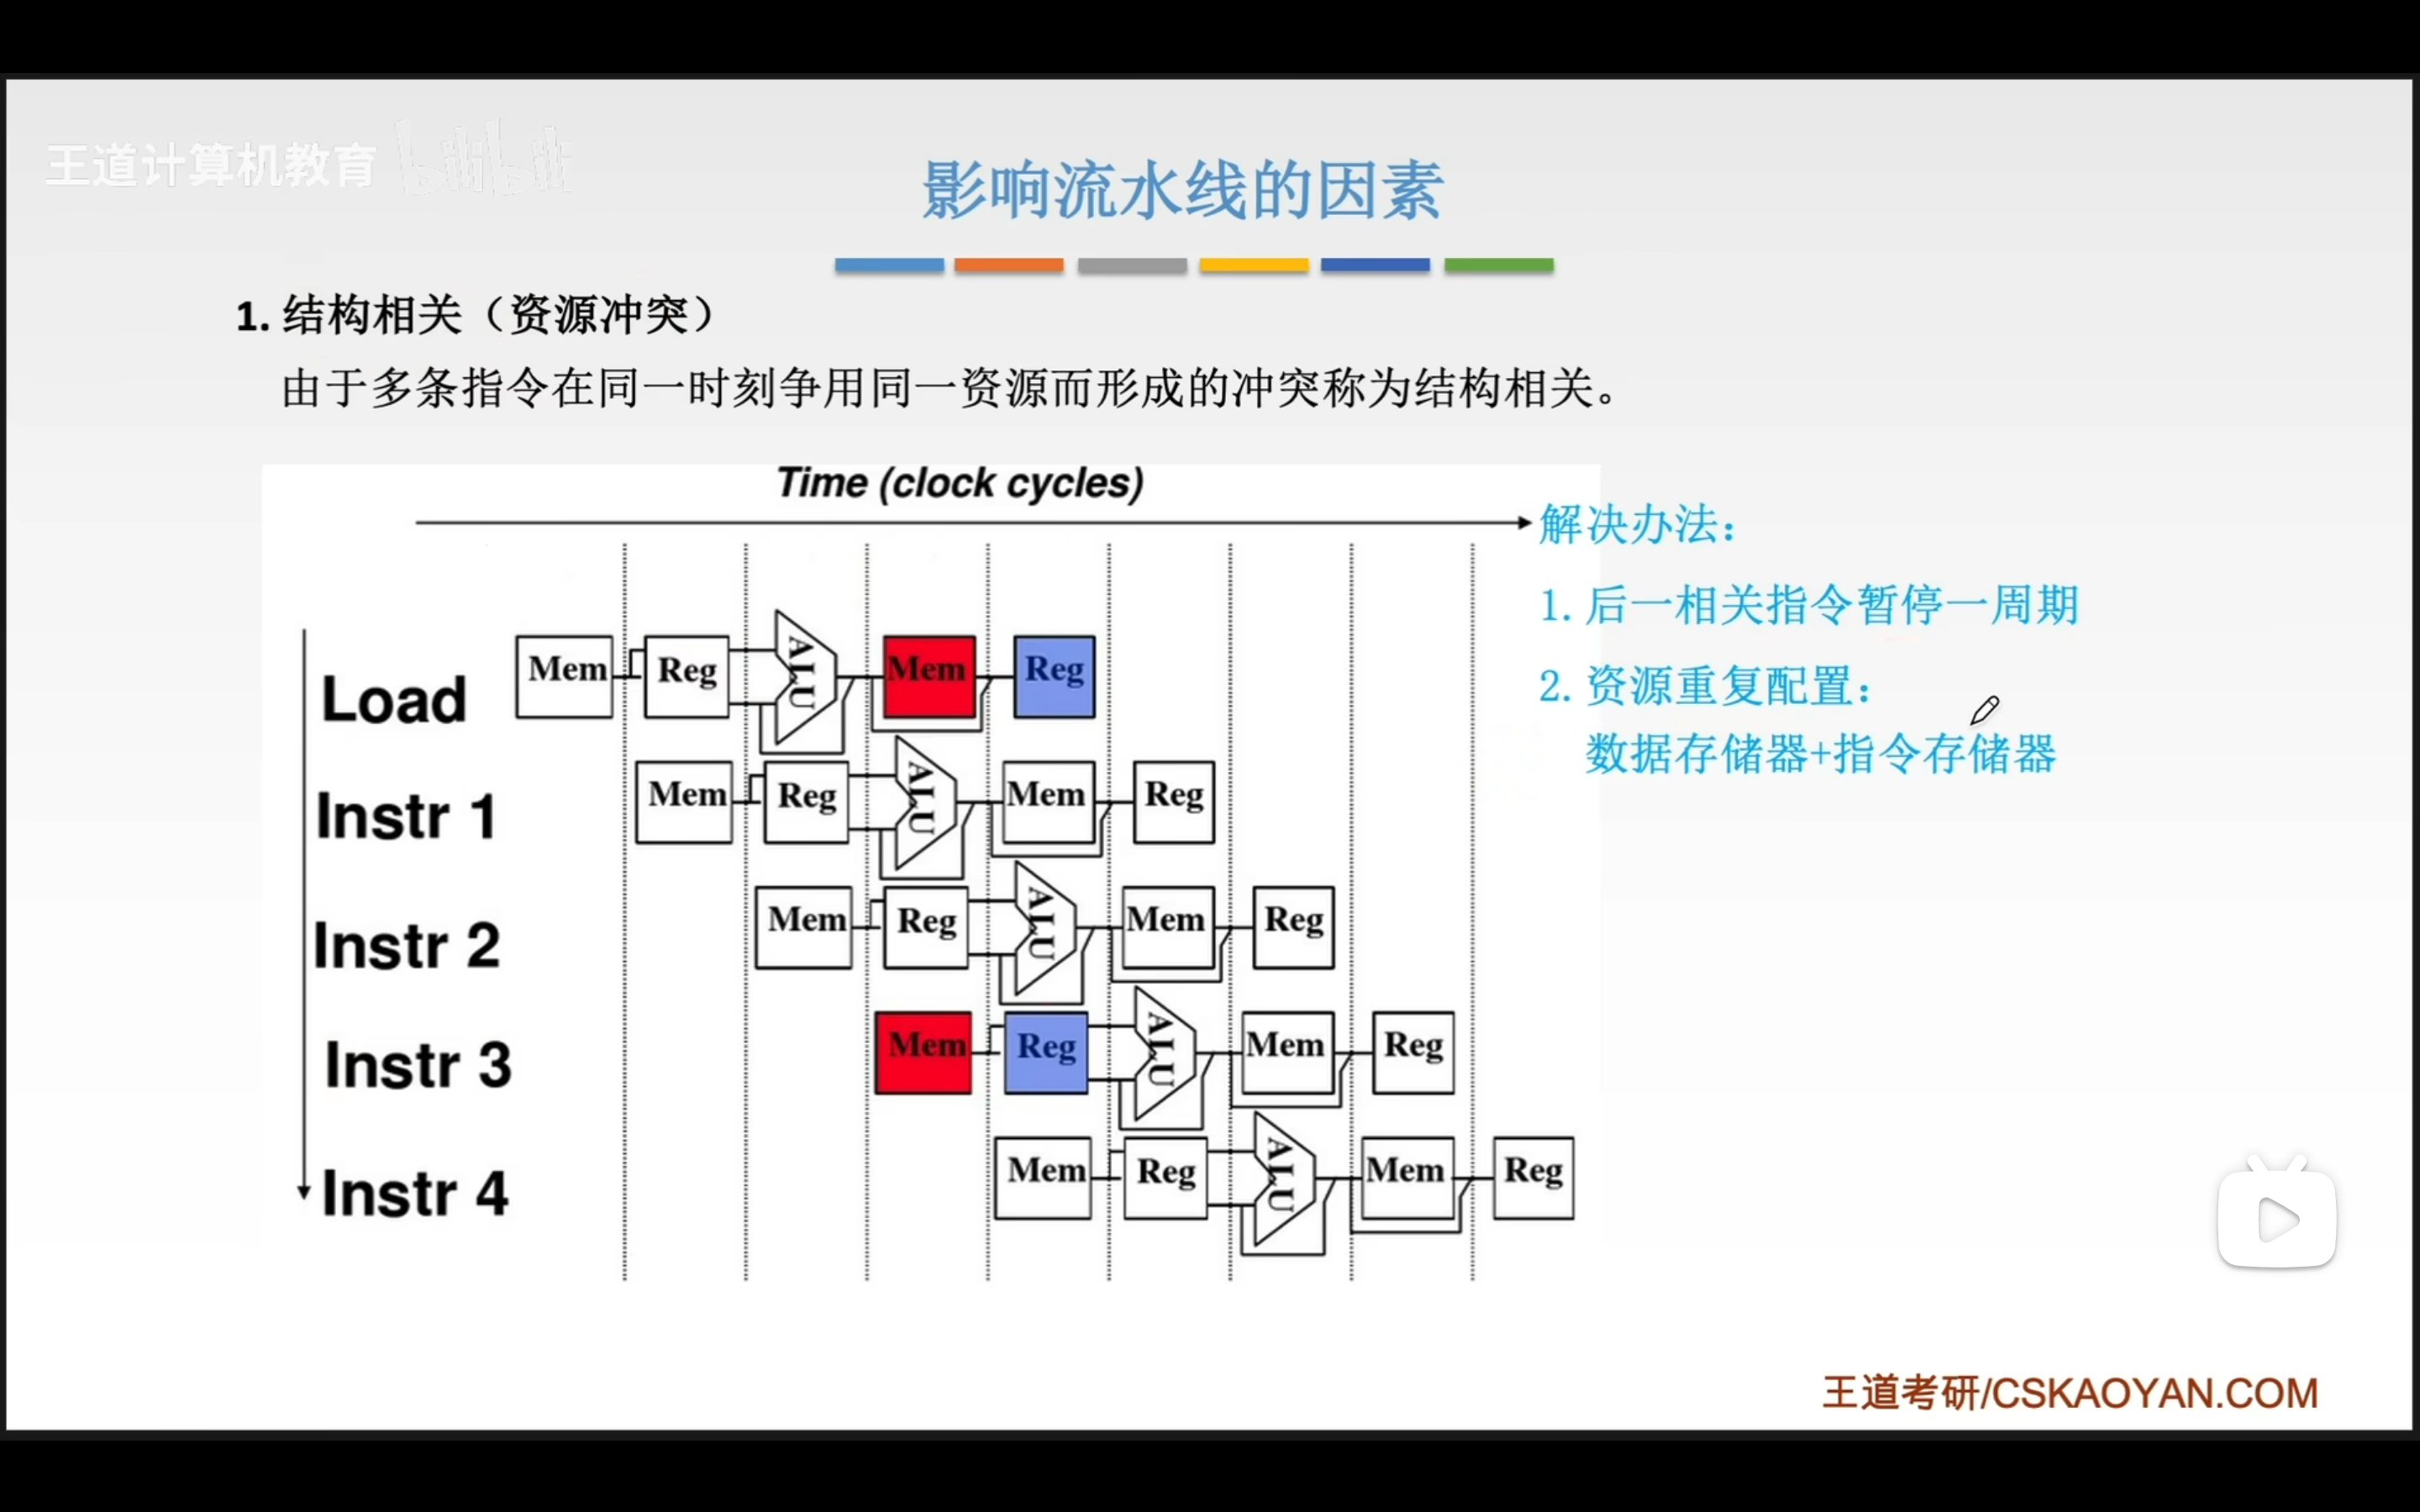 王道计算机教育 bilibili
影响流水线的因素
1. 结构相关（资源冲突）
由于多条指令在同一时刻争用同一资源而形成的冲突称为结构相关。
Time (clock cycles)
解决办法：
1. 后一相关指令暂停一周期
2. 资源重复配置：
数据存储器+指令存储器
Load Mem Reg ALU Mem Reg
Instr 1 Mem Reg ALU Mem Reg
Instr 2 Mem Reg ALU Mem Reg
Instr 3 Mem Reg ALU Mem Reg
Instr 4 Mem Reg ALU Mem Reg
王道考研/CSKAOYAN.COM